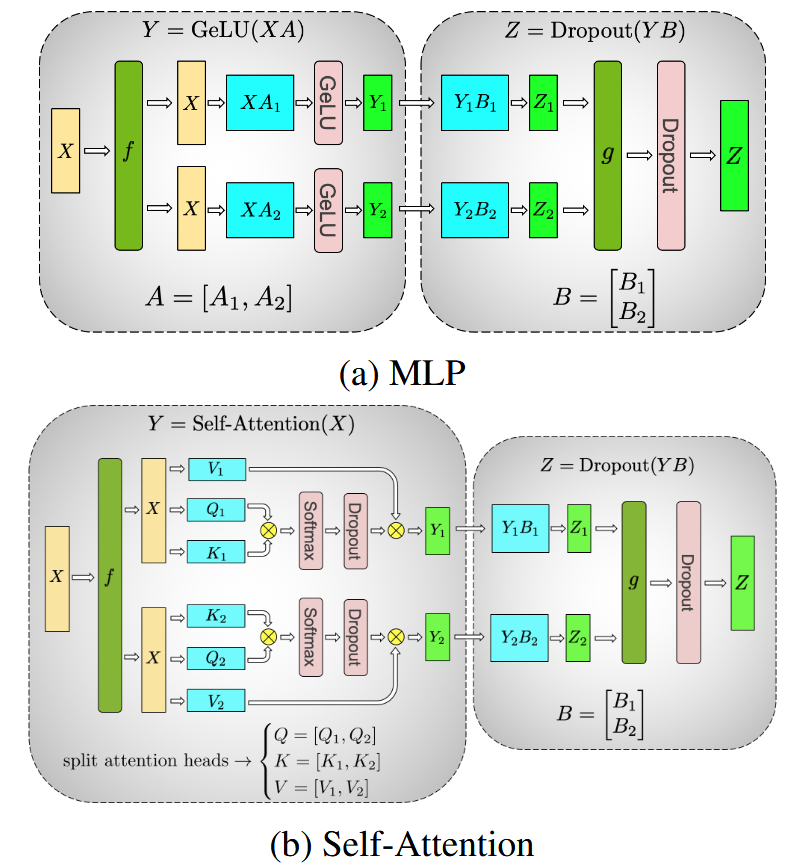 Y = GeLU(XA)
Z = Dropout(YB)
X
f
X
XA₁
GeLU
Y₁
Y₁B₁
Z₁
g
Dropout
Z
X
XA₂
GeLU
Y₂
Y₂B₂
Z₂
A = [A₁, A₂]
B = [B₁
B₂]
(a) MLP
Y = Self-Attention(X)
Z = Dropout(YB)
X
f
X
V₁
Q₁
K₁
Softmax
Dropout
Y₁
Y₁B₁
Z₁
g
Dropout
Z
X
K₂
Q₂
V₂
Softmax
Dropout
Y₂
Y₂B₂
Z₂
split attention heads → { Q = [Q₁, Q₂]
K = [K₁, K₂]
V = [V₁, V₂]
B = [B₁
B₂]
(b) Self-Attention